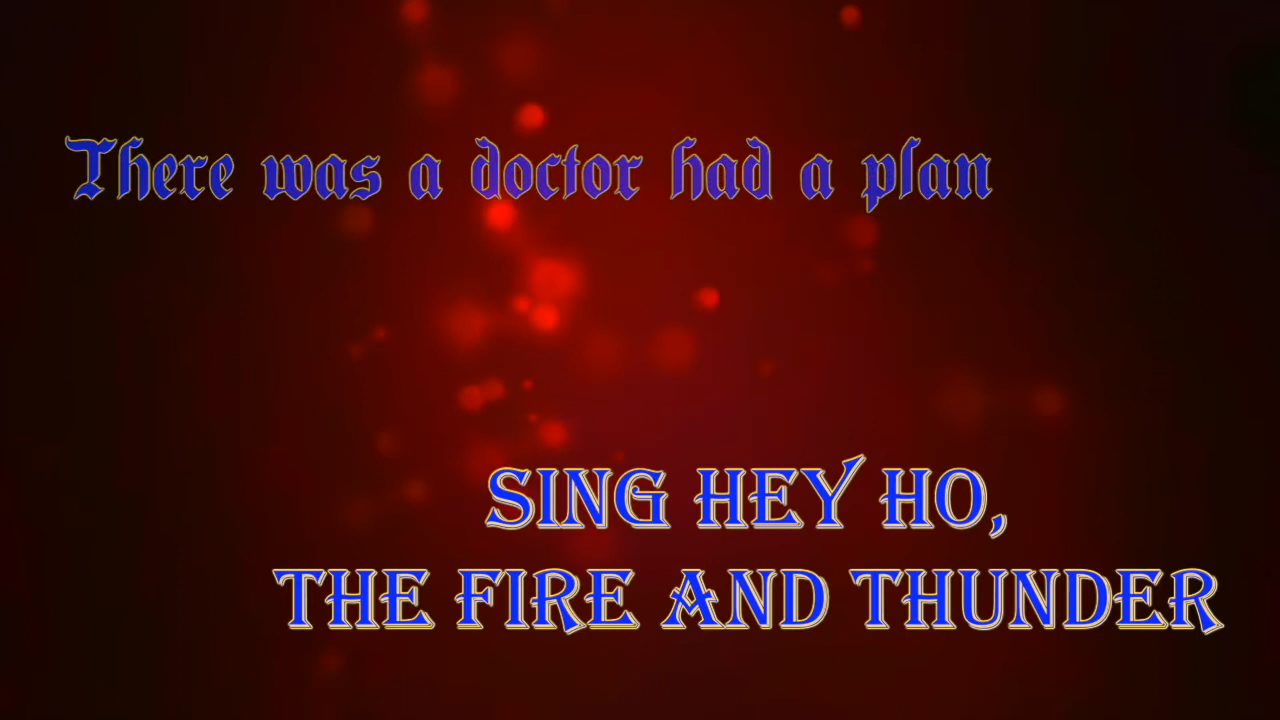 There was a doctor had a plan
SING HEY HO,
THE FIRE AND THUNDER